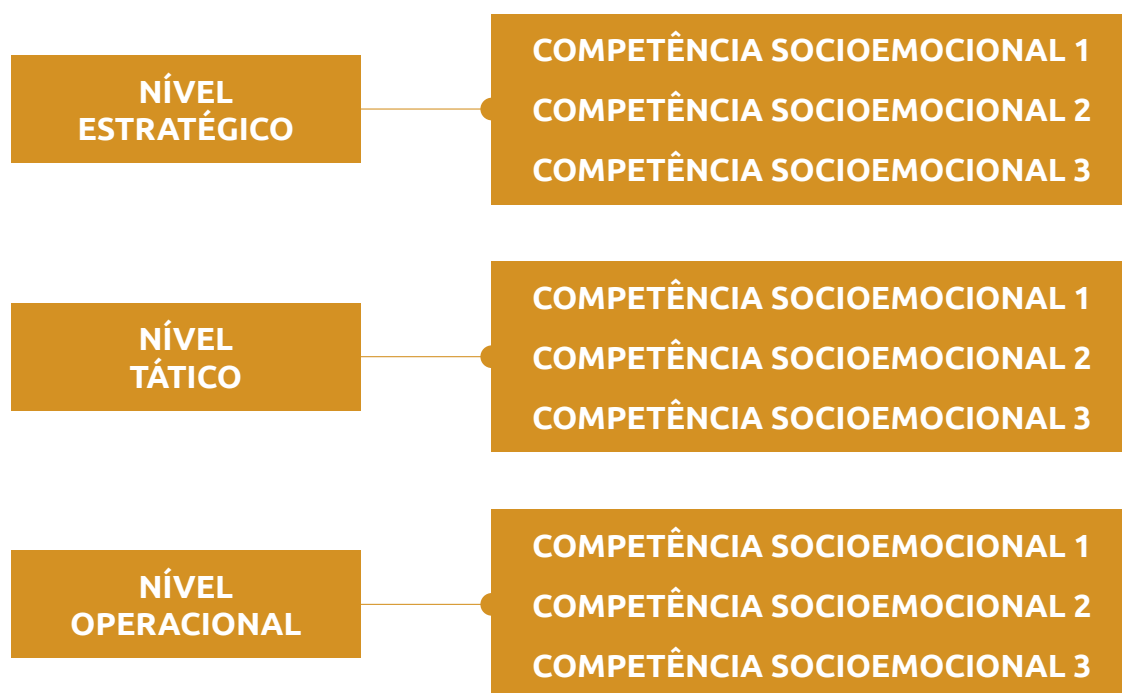 NÍVEL
ESTRATÉGICO
COMPETÊNCIA SOCIOEMOCIONAL 1
COMPETÊNCIA SOCIOEMOCIONAL 2
COMPETÊNCIA SOCIOEMOCIONAL 3
NÍVEL
TÁTICO
COMPETÊNCIA SOCIOEMOCIONAL 1
COMPETÊNCIA SOCIOEMOCIONAL 2
COMPETÊNCIA SOCIOEMOCIONAL 3
NÍVEL
OPERACIONAL
COMPETÊNCIA SOCIOEMOCIONAL 1
COMPETÊNCIA SOCIOEMOCIONAL 2
COMPETÊNCIA SOCIOEMOCIONAL 3